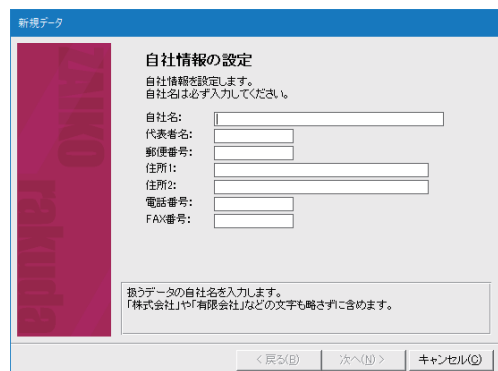 新規データ
ZAIKO
rakuda
自社情報の設定
自社情報を設定します。
自社名は必ず入力してください。
自社名:
代表者名:
郵便番号:
住所1:
住所2:
電話番号:
FAX番号:
扱うデータの自社名を入力します。
「株式会社」や「有限会社」などの文字も略さずに含めます。
< 戻る(B) 次へ(N) > キャンセル(C)